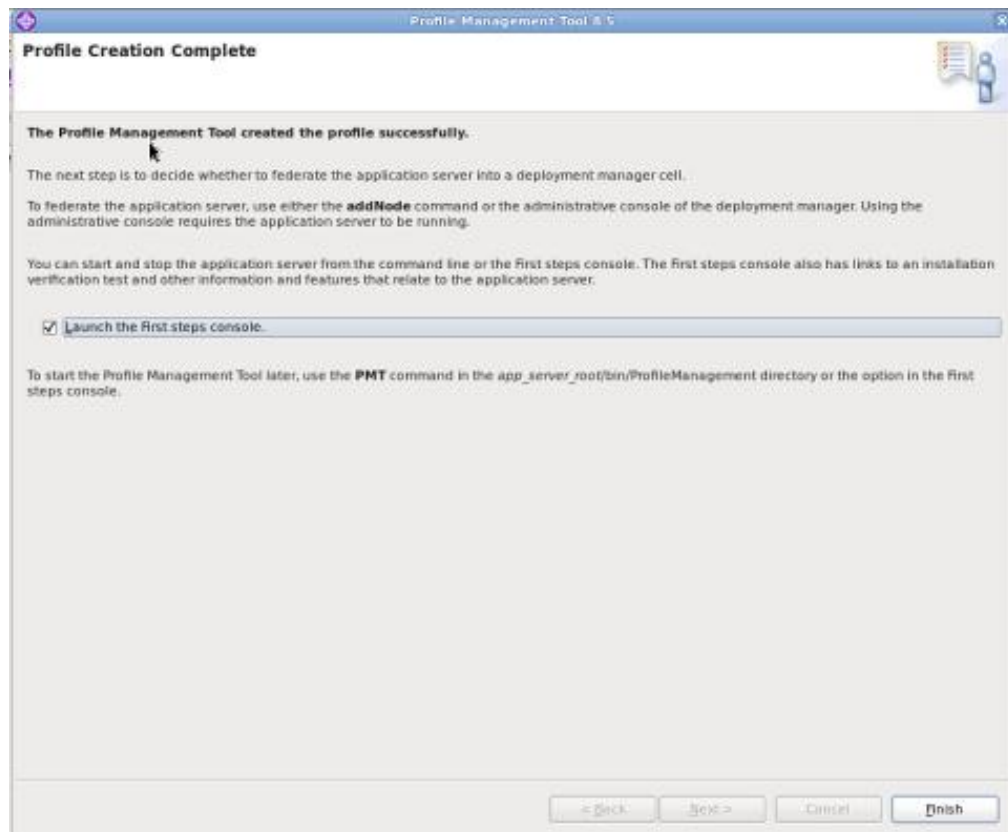 Profile Management Tool 8.5
Profile Creation Complete
The Profile Management Tool created the profile successfully.
The next step is to decide whether to federate the application server into a deployment manager cell.
To federate the application server, use either the addNode command or the administrative console of the deployment manager. Using the
administrative console requires the application server to be running.
You can start and stop the application server from the command line or the First steps console. The First steps console also has links to an installation
verification test and other information and features that relate to the application server.
Launch the First steps console.
To start the Profile Management Tool later, use the PMT command in the app_server_root/bin/ProfileManagement directory or the option in the First
steps console.
< Back
Next >
Cancel
Finish